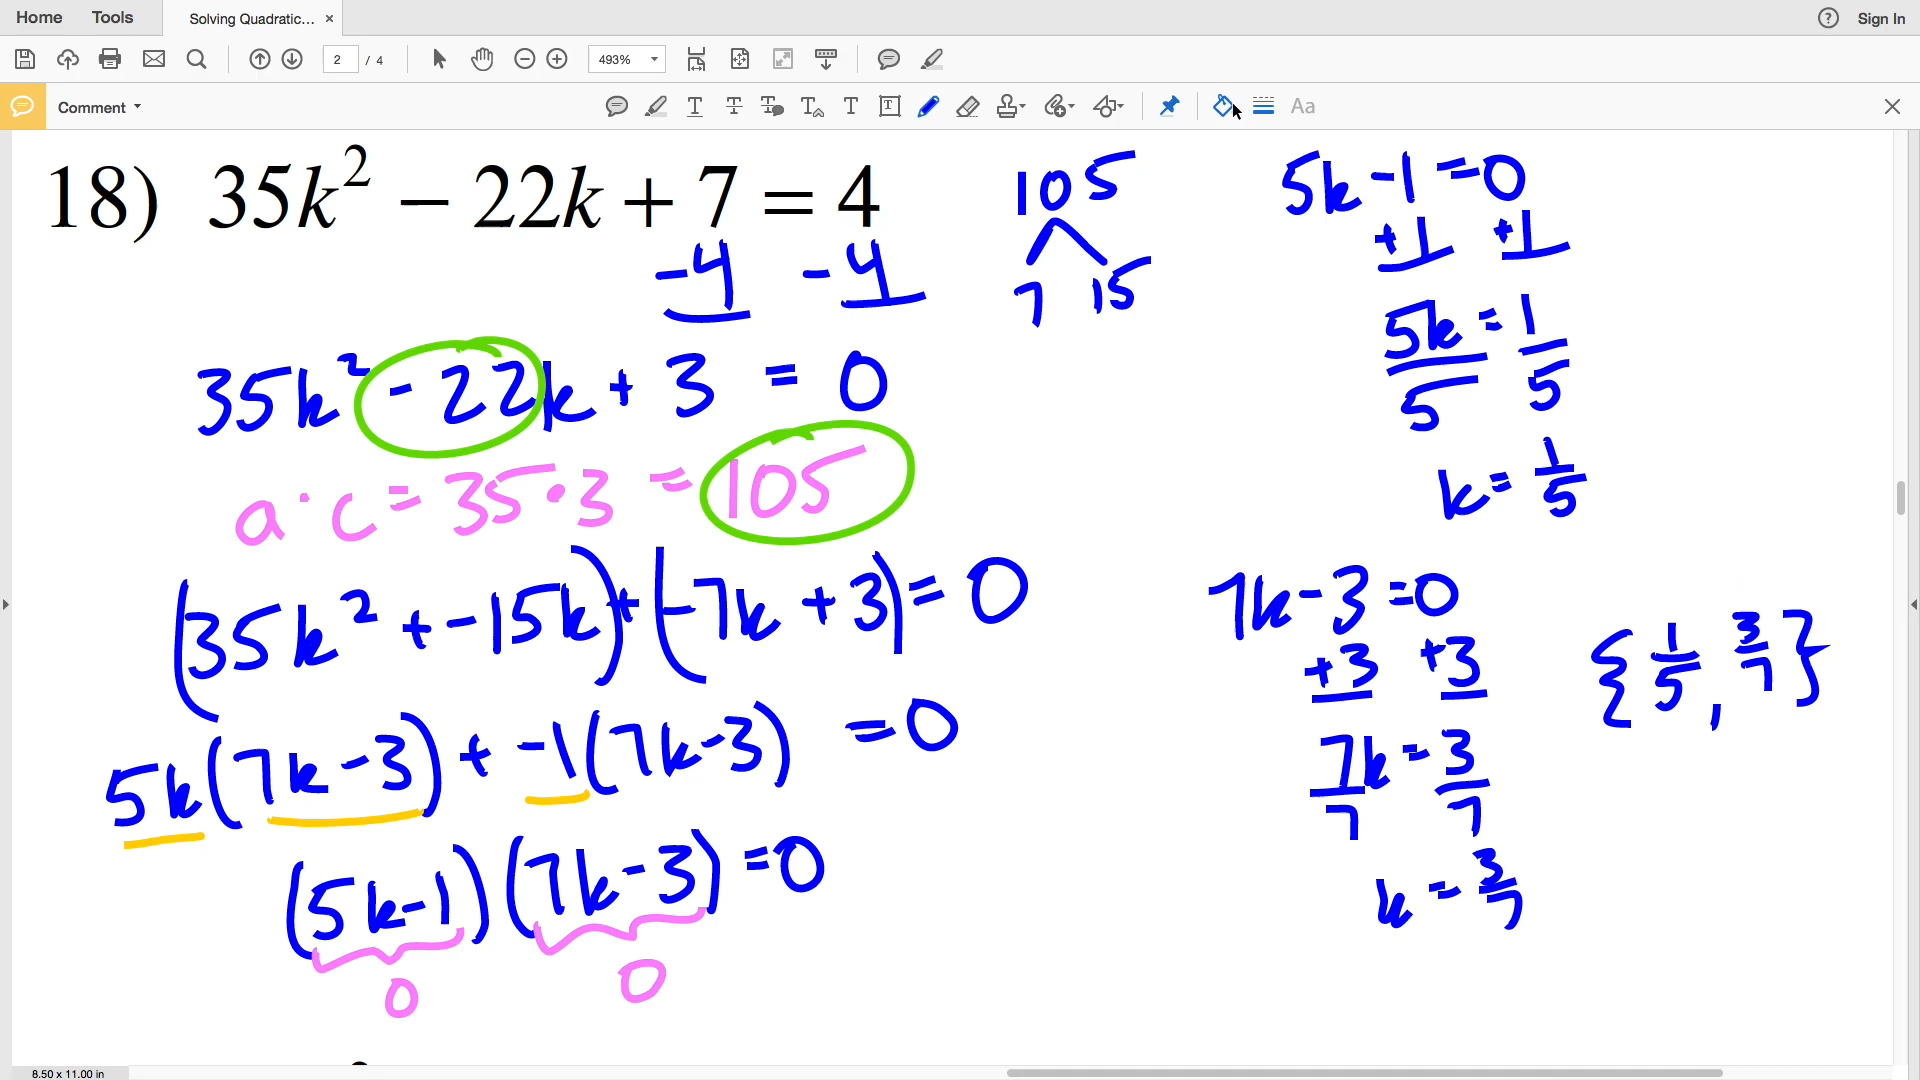 Home Tools Solving Quadratic... × ? Sign In
2 / 4 493%
Comment T T T T T T Aa
18) 35k² − 22k + 7 = 4
-4 -4
35k² - 22k + 3 = 0
a · c = 35 · 3 = 105
(35k² + -15k) + (-7k + 3) = 0
5k(7k - 3) + -1(7k - 3) = 0
(5k - 1)(7k - 3) = 0
0 0
105
7 15
5k - 1 = 0
+1 +1
5k = 1
5 5
k = 1/5
7k - 3 = 0
+3 +3
7k = 3
7 7
k = 3/7
{1/5, 3/7}
8.50 x 11.00 in